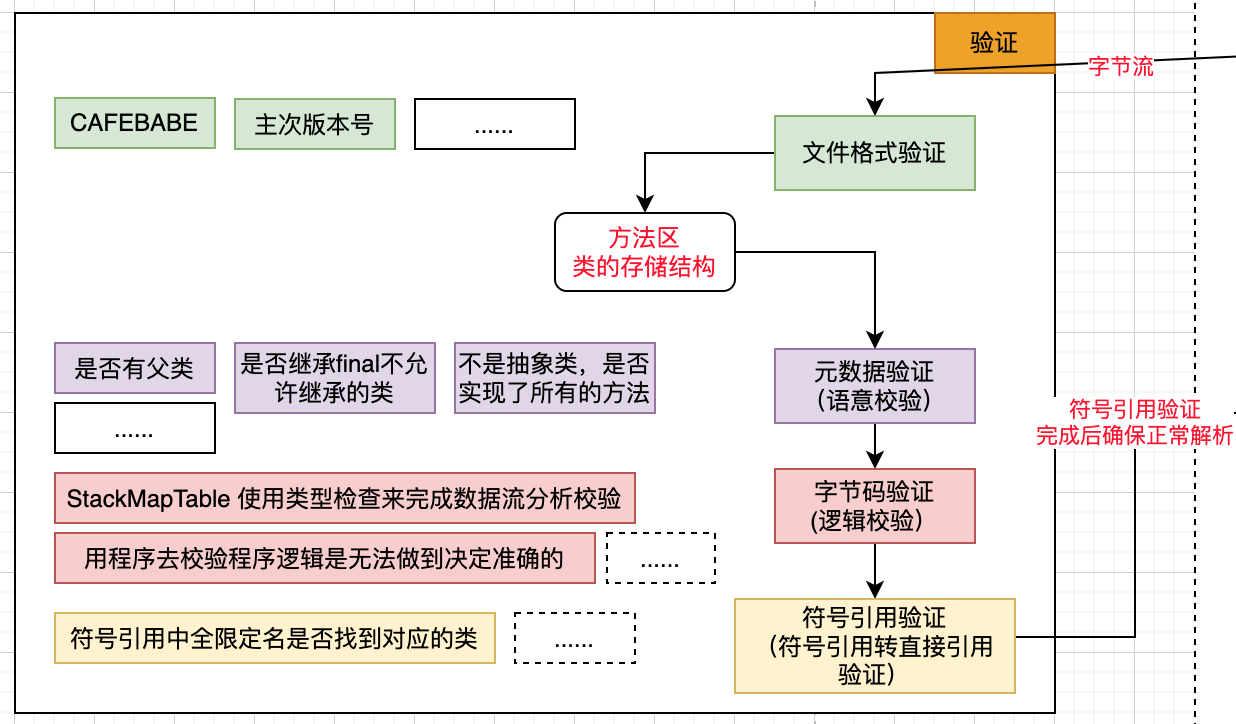 验证
字节流
CAFEBABE
主次版本号
......
文件格式验证
方法区
类的存储结构
是否有父类
是否继承final不允
许继承的类
不是抽象类，是否
实现了所有的方法
......
元数据验证
（语意校验）
符号引用验证
完成后确保正常解析
StackMapTable 使用类型检查来完成数据流分析校验
字节码验证
(逻辑校验）
用程序去校验程序逻辑是无法做到决定准确的
......
符号引用中全限定名是否找到对应的类
......
符号引用验证
（符号引用转直接引用
验证）